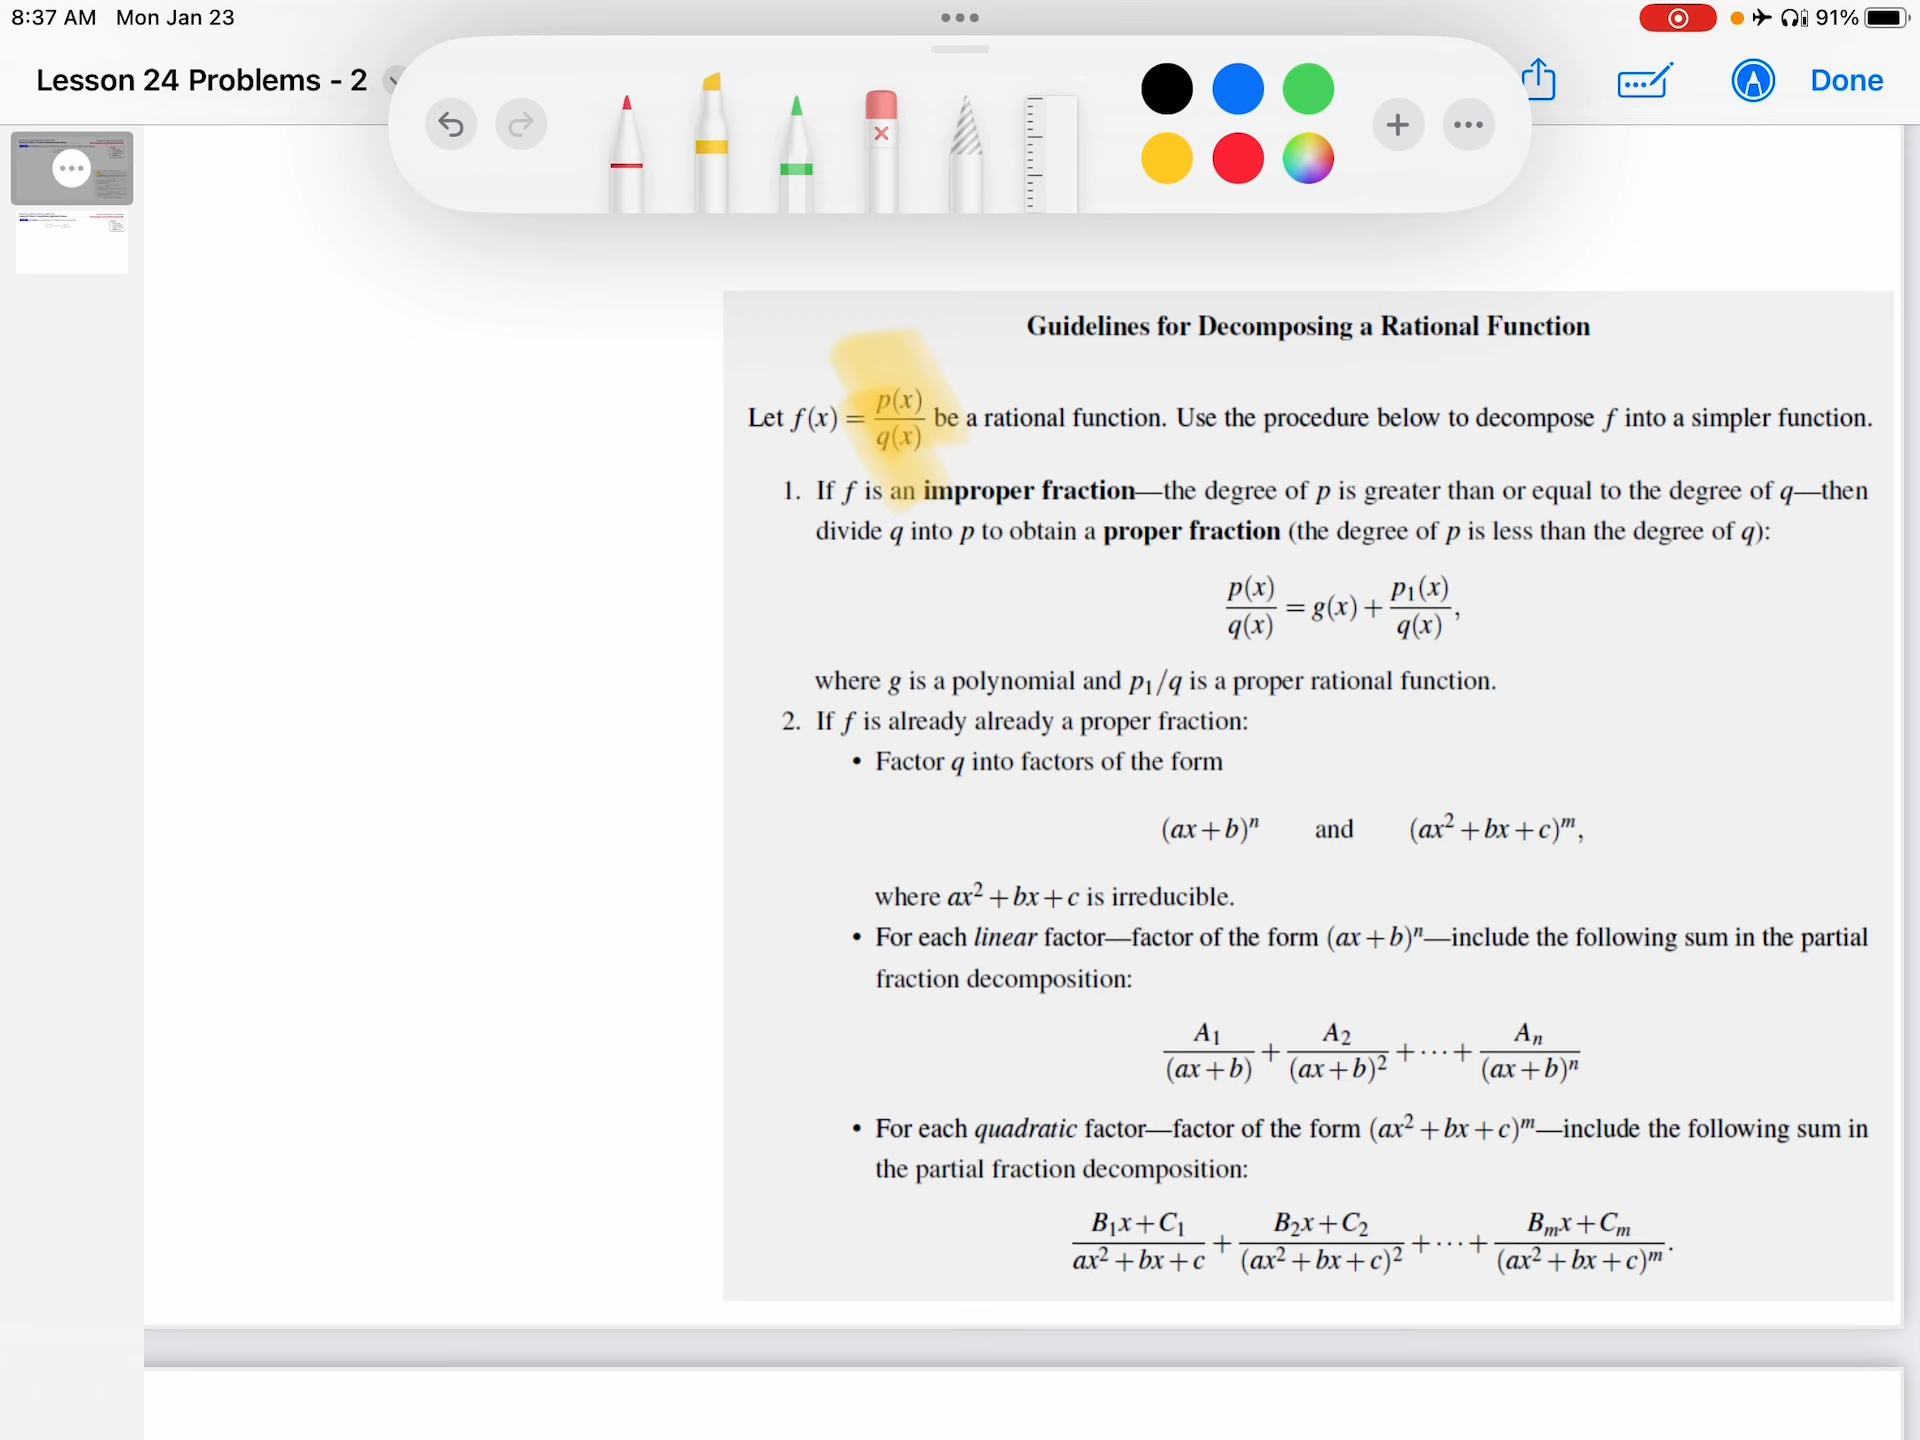 8:37 AM Mon Jan 23
91%
Lesson 24 Problems - 2
Done
Guidelines for Decomposing a Rational Function
Let f(x) = p(x)/q(x) be a rational function. Use the procedure below to decompose f into a simpler function.
1. If f is an improper fraction—the degree of p is greater than or equal to the degree of q—then
divide q into p to obtain a proper fraction (the degree of p is less than the degree of q):
p(x)/q(x) = g(x) + p₁(x)/q(x),
where g is a polynomial and p₁/q is a proper rational function.
2. If f is already already a proper fraction:
• Factor q into factors of the form
(ax+b)ⁿ and (ax²+bx+c)ᵐ,
where ax²+bx+c is irreducible.
• For each linear factor—factor of the form (ax+b)ⁿ—include the following sum in the partial
fraction decomposition:
A₁/(ax+b) + A₂/(ax+b)² + ··· + Aₙ/(ax+b)ⁿ
• For each quadratic factor—factor of the form (ax²+bx+c)ᵐ—include the following sum in
the partial fraction decomposition:
B₁x+C₁/ax²+bx+c + B₂x+C₂/(ax²+bx+c)² + ··· + Bₘx+Cₘ/(ax²+bx+c)ᵐ.